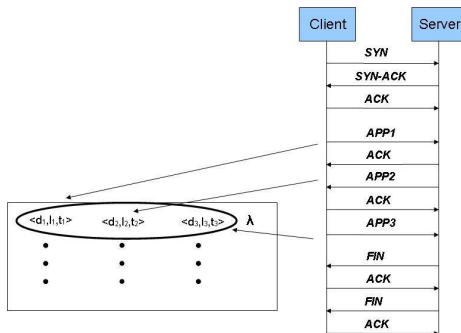 Client Server
SYN
SYN-ACK
ACK
APP1
ACK
APP2
ACK
APP3
FIN
ACK
FIN
ACK
<d₁,l₁,t₁> <d₂,l₂,t₂> <d₃,l₃,t₃> λ